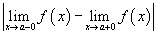 |lim_{x→a−0} f(x) − lim_{x→a+0} f(x)|